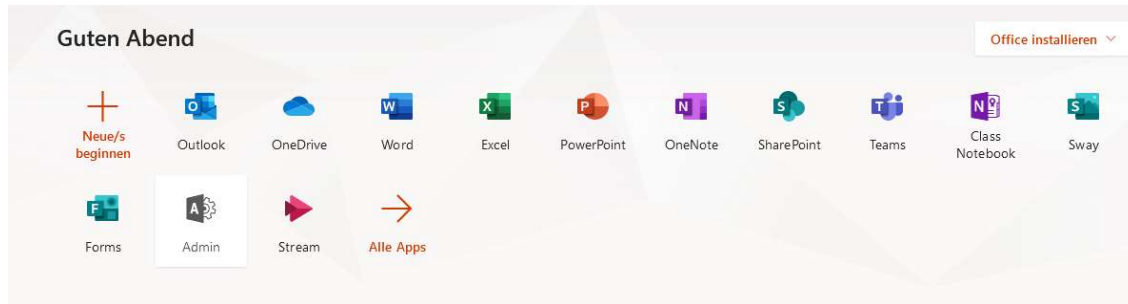 Guten Abend
Office installieren
Neue/s
beginnen
Outlook
OneDrive
Word
Excel
PowerPoint
OneNote
SharePoint
Teams
Class
Notebook
Sway
Forms
Admin
Stream
Alle Apps